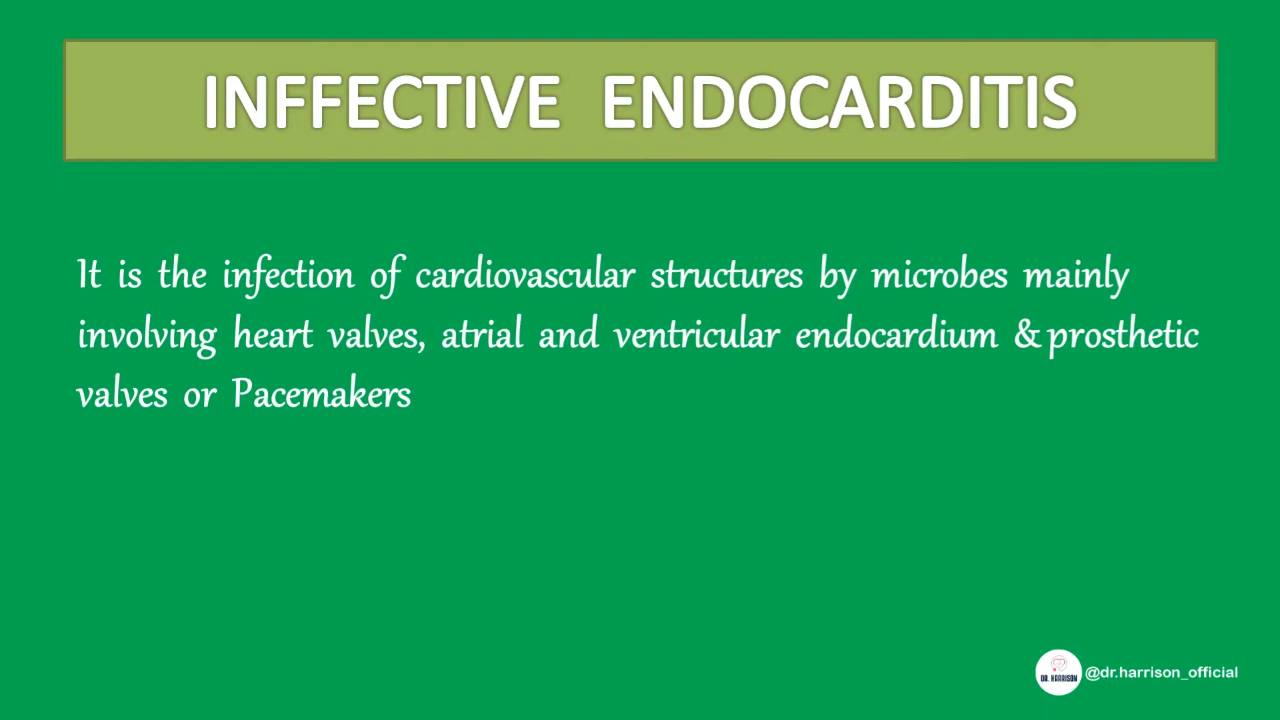 INFFECTIVE ENDOCARDITIS
It is the infection of cardiovascular structures by microbes mainly
involving heart valves, atrial and ventricular endocardium & prosthetic
valves or Pacemakers
DR. HARRISON
@dr.harrison_official